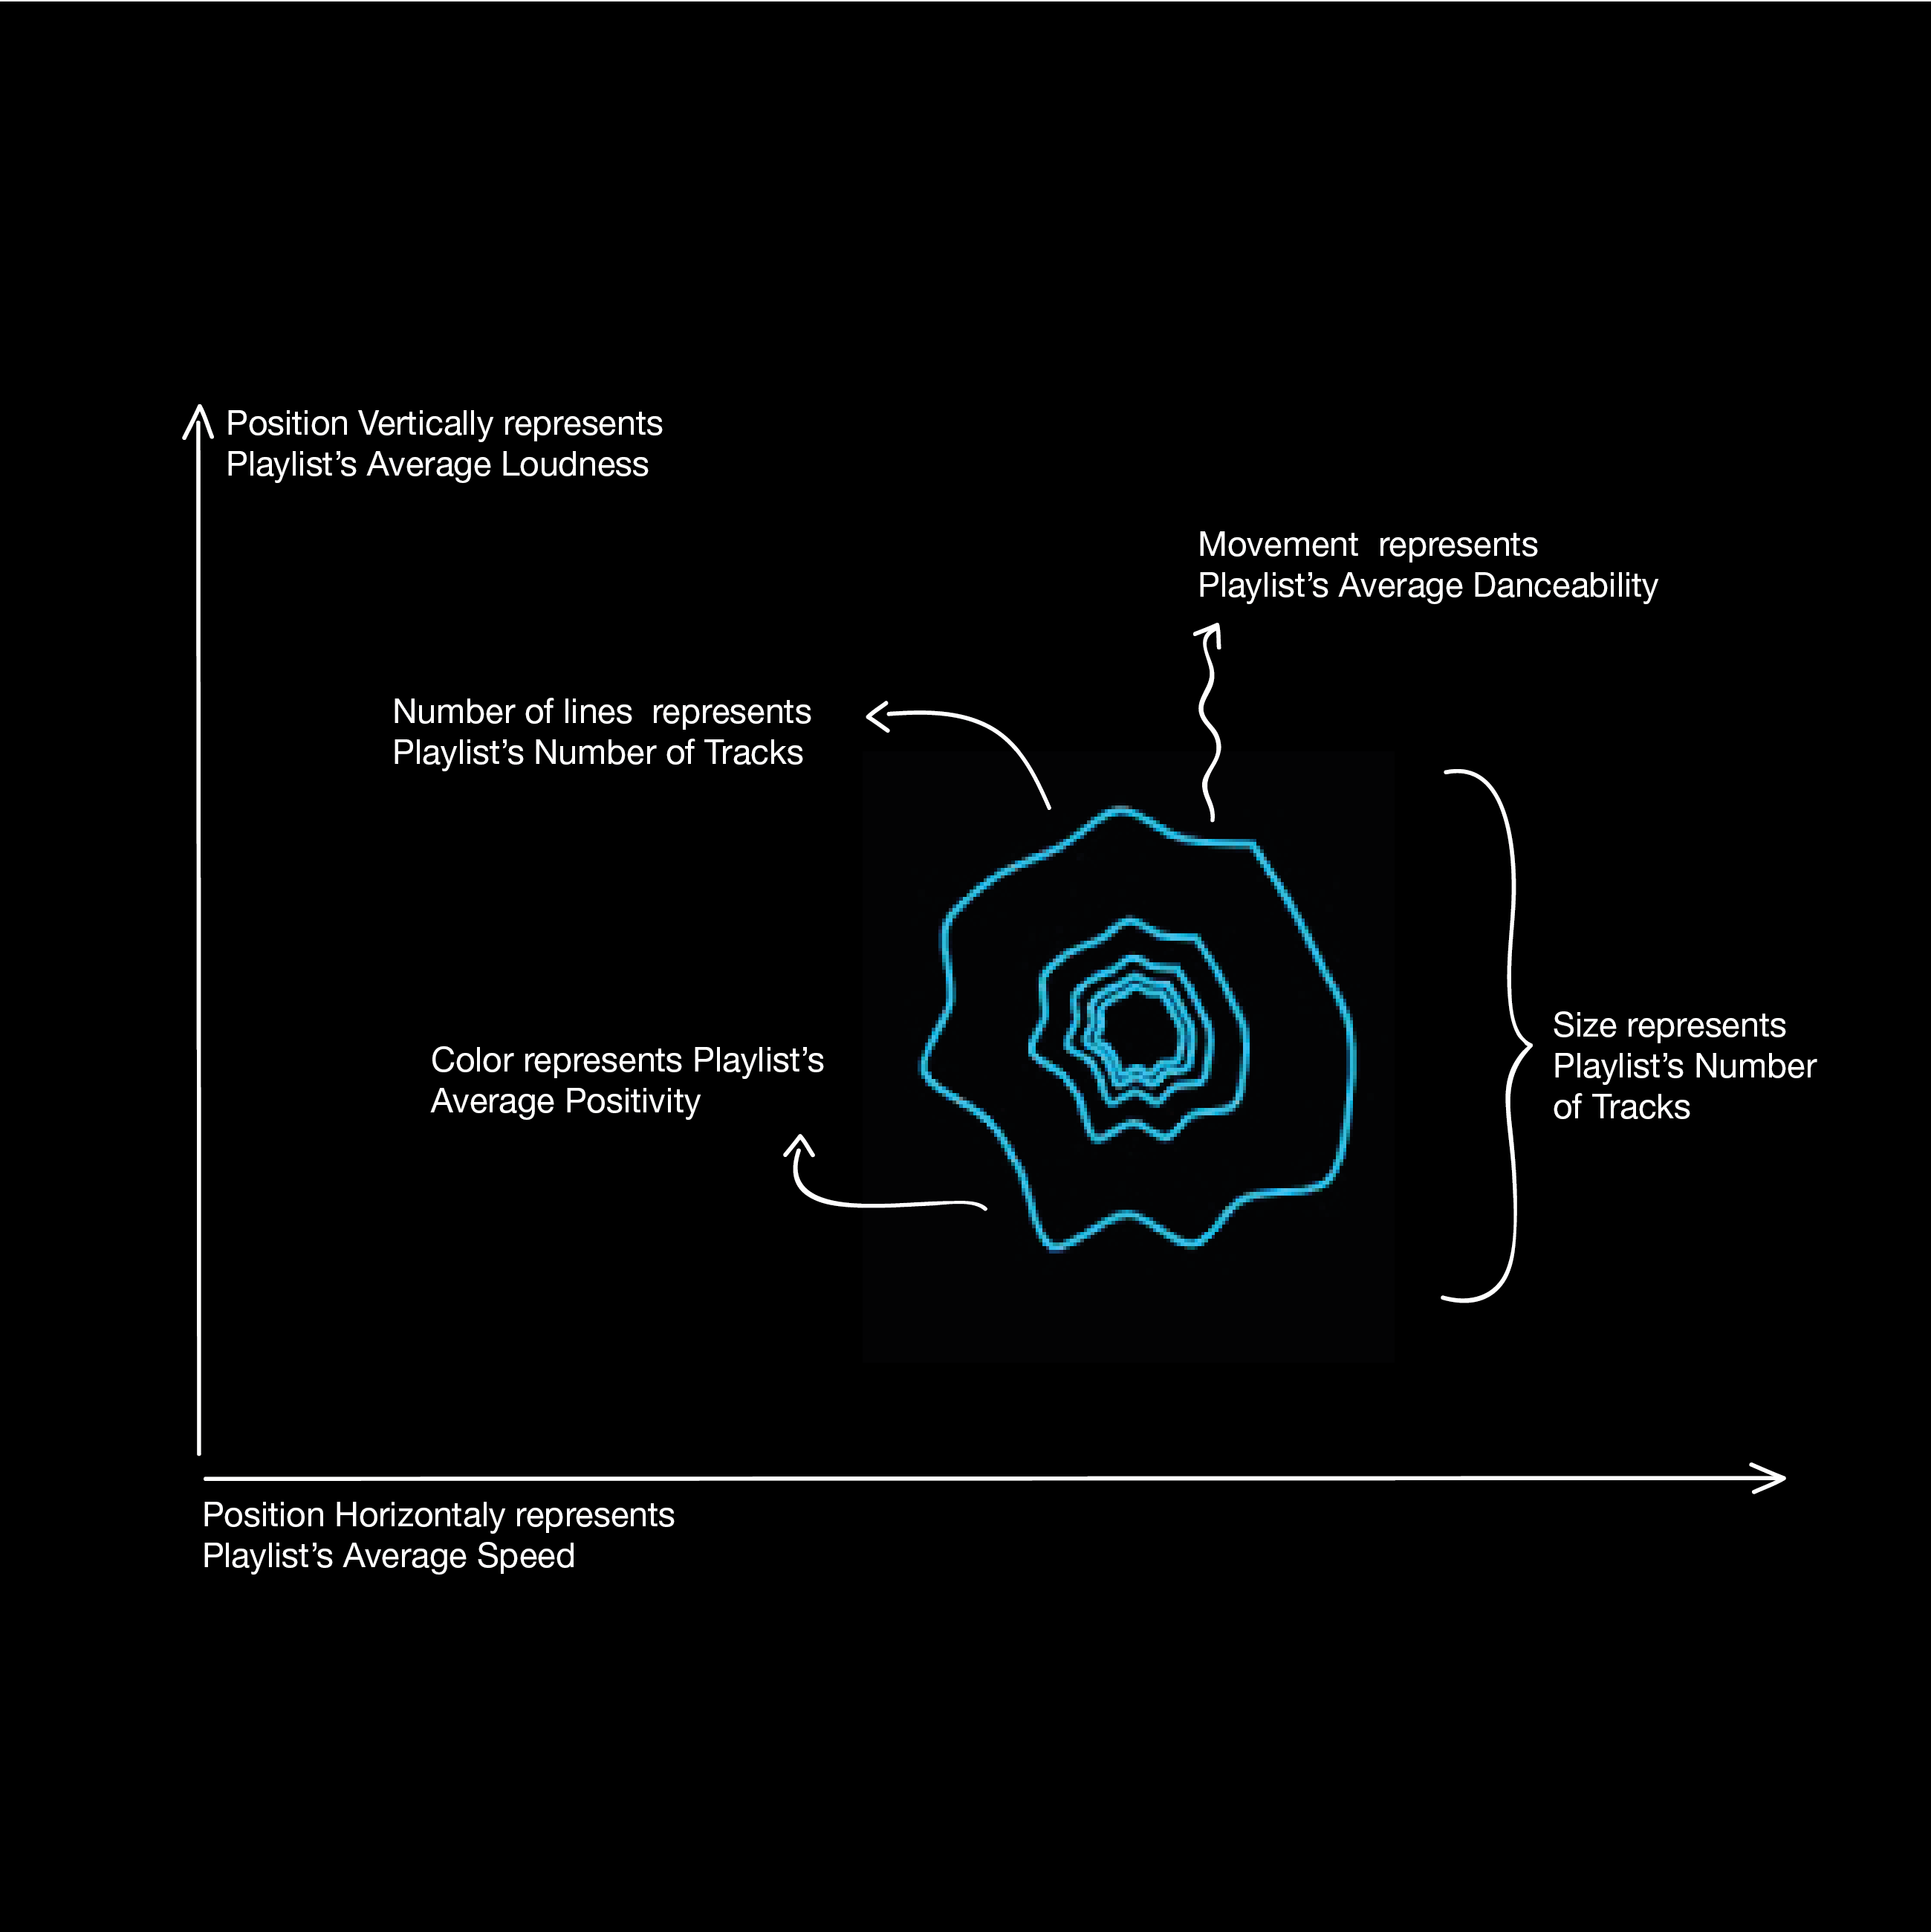 Position Vertically represents
Playlist’s Average Loudness
Movement  represents
Playlist’s Average Danceability
Number of lines  represents
Playlist’s Number of Tracks
Size represents
Playlist’s Number
of Tracks
Color represents Playlist’s
Average Positivity
Position Horizontaly represents
Playlist’s Average Speed